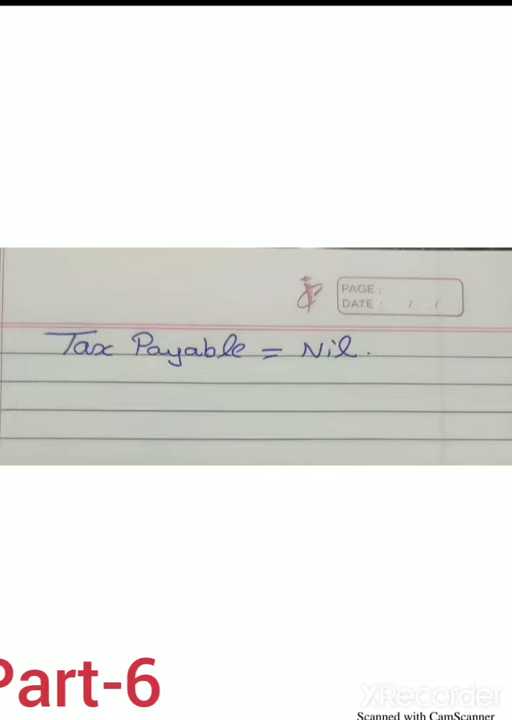 PAGE :
DATE : / /
Tax Payable = Nil.
Part-6
XRecorder
Scanned with CamScanner